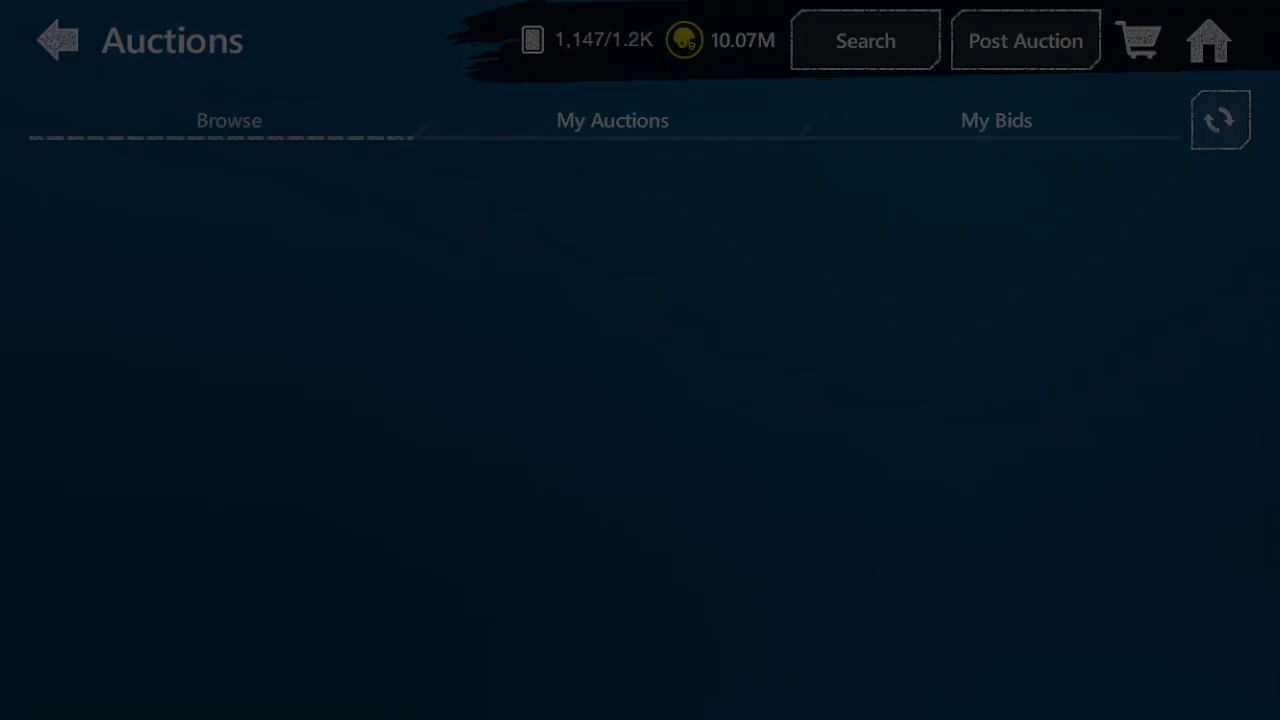 Auctions
1,147/1.2K
10.07M
Search
Post Auction
Browse
My Auctions
My Bids